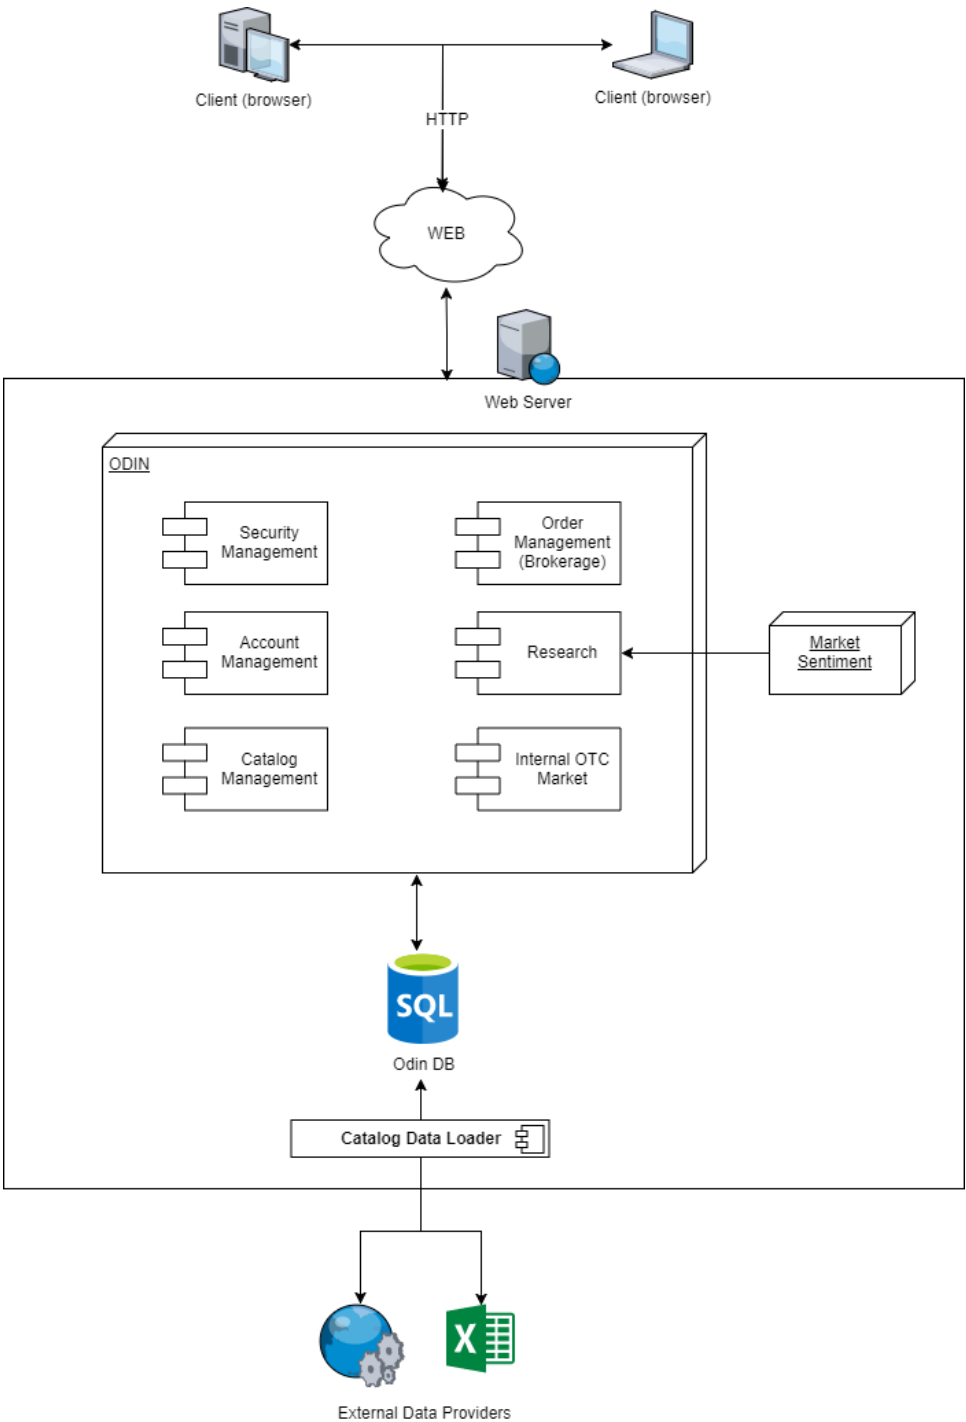 Client (browser)
Client (browser)
HTTP
WEB
Web Server
ODIN
Security
Management
Order
Management
(Brokerage)
Account
Management
Research
Market
Sentiment
Catalog
Management
Internal OTC
Market
SQL
Odin DB
Catalog Data Loader
X
External Data Providers